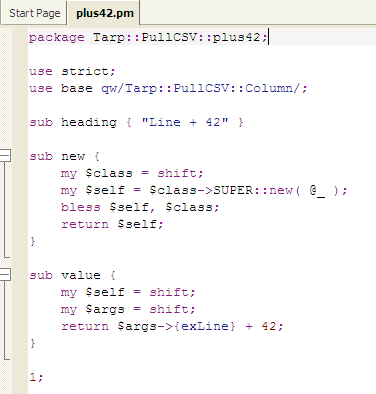 Start Page
plus42.pm
package Tarp::PullCSV::plus42;
use strict;
use base qw/Tarp::PullCSV::Column/;
sub heading { "Line + 42" }
sub new {
my $class = shift;
my $self = $class->SUPER::new( @_ );
bless $self, $class;
return $self;
}
sub value {
my $self = shift;
my $args = shift;
return $args->{exLine} + 42;
}
1;